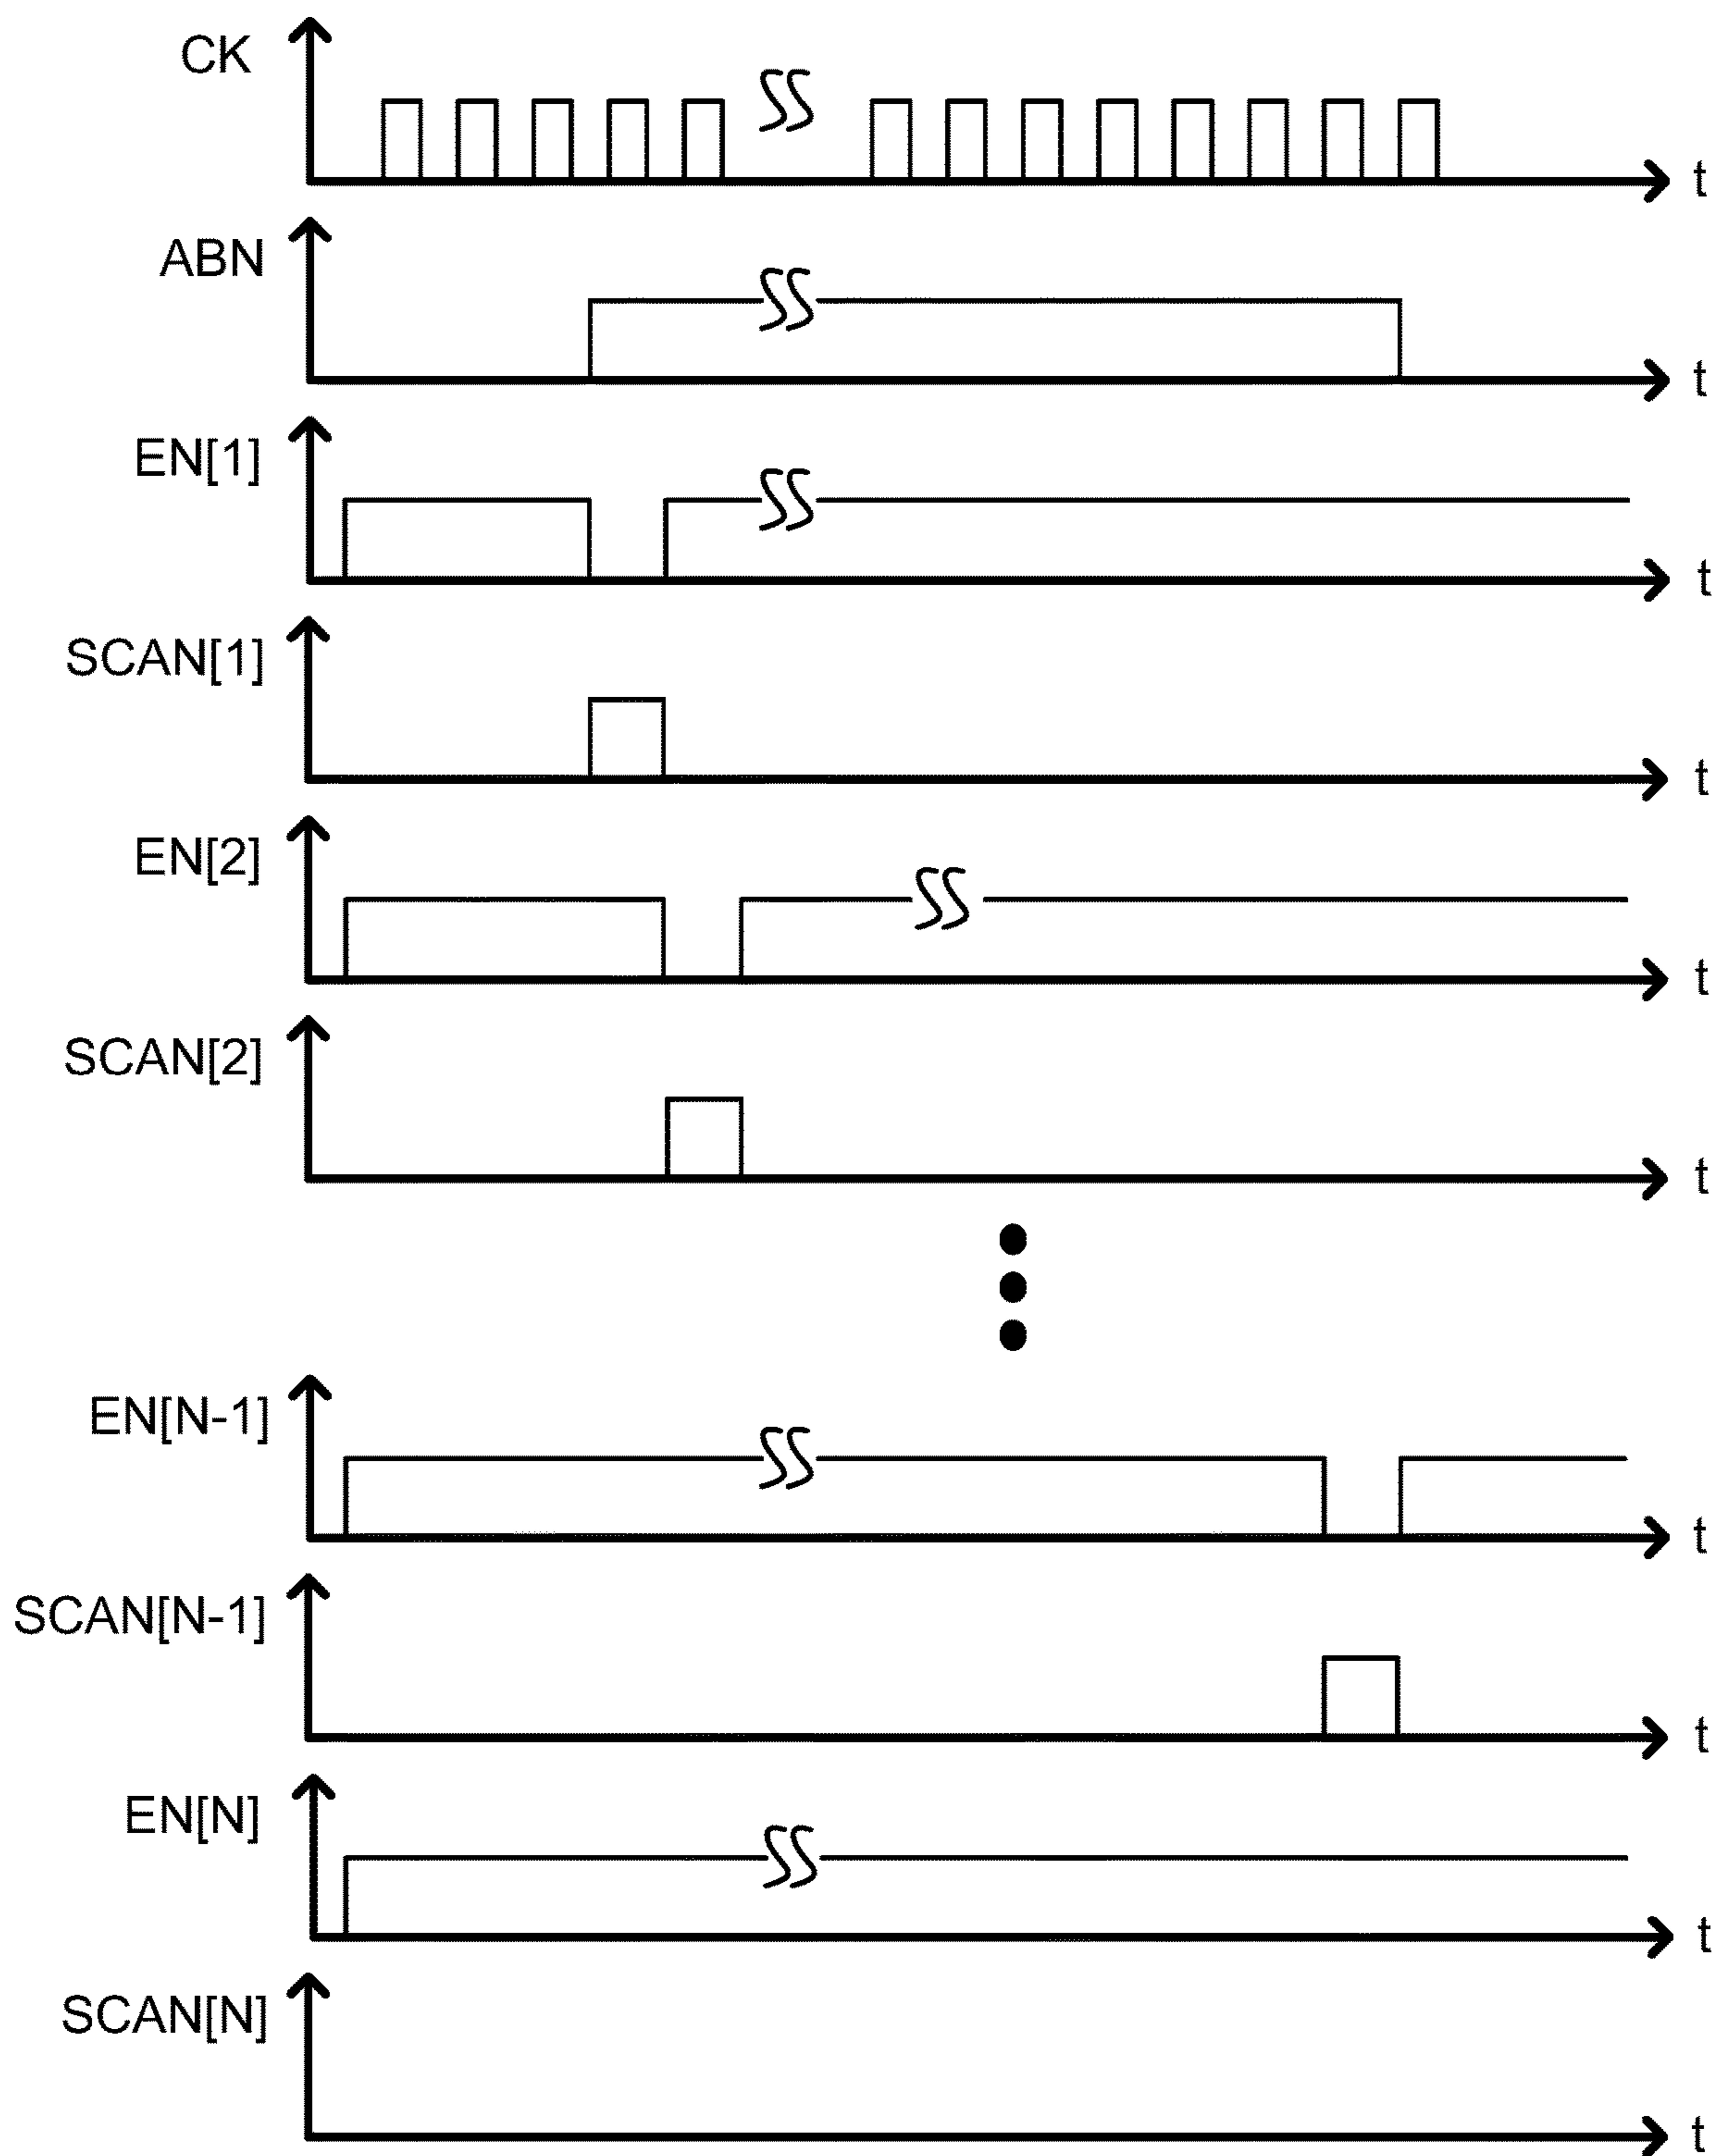 CK
t
ABN
t
EN[1]
t
SCAN[1]
t
EN[2]
t
SCAN[2]
t
EN[N-1]
t
SCAN[N-1]
t
EN[N]
t
SCAN[N]
t